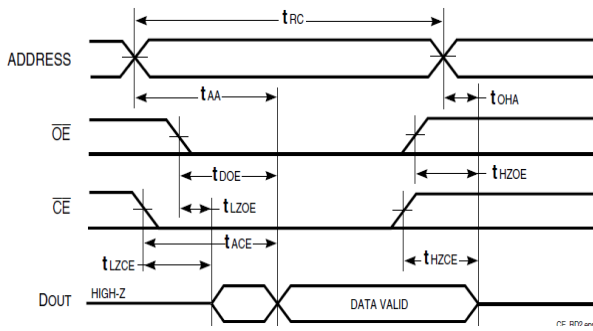 tRC
ADDRESS
tAA
tOHA
OE
tDOE
tHZOE
tLZOE
CE
tACE
tLZCE
tHZCE
DOUT
HIGH-Z
DATA VALID